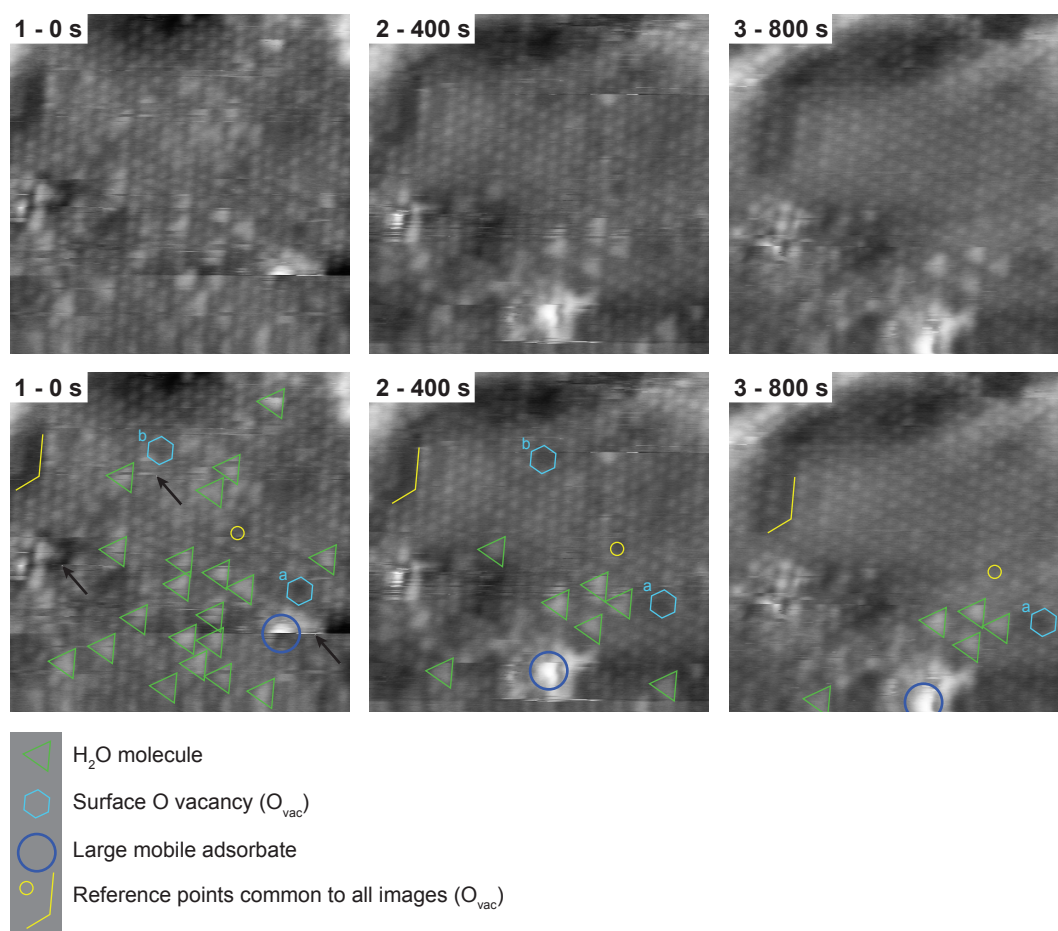 1 - 0 s
2 - 400 s
3 - 800 s
1 - 0 s
2 - 400 s
3 - 800 s
b
a
b
a
a
H₂O molecule
Surface O vacancy (Oᵥₐc)
Large mobile adsorbate
Reference points common to all images (Oᵥₐc)